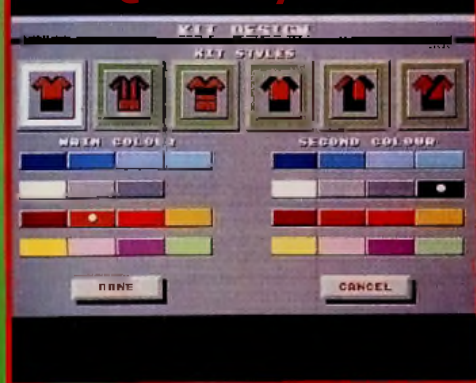 KIT DESIGN
KIT STYLES
MAIN COLOUR
SECOND COLOUR
DONE
CANCEL